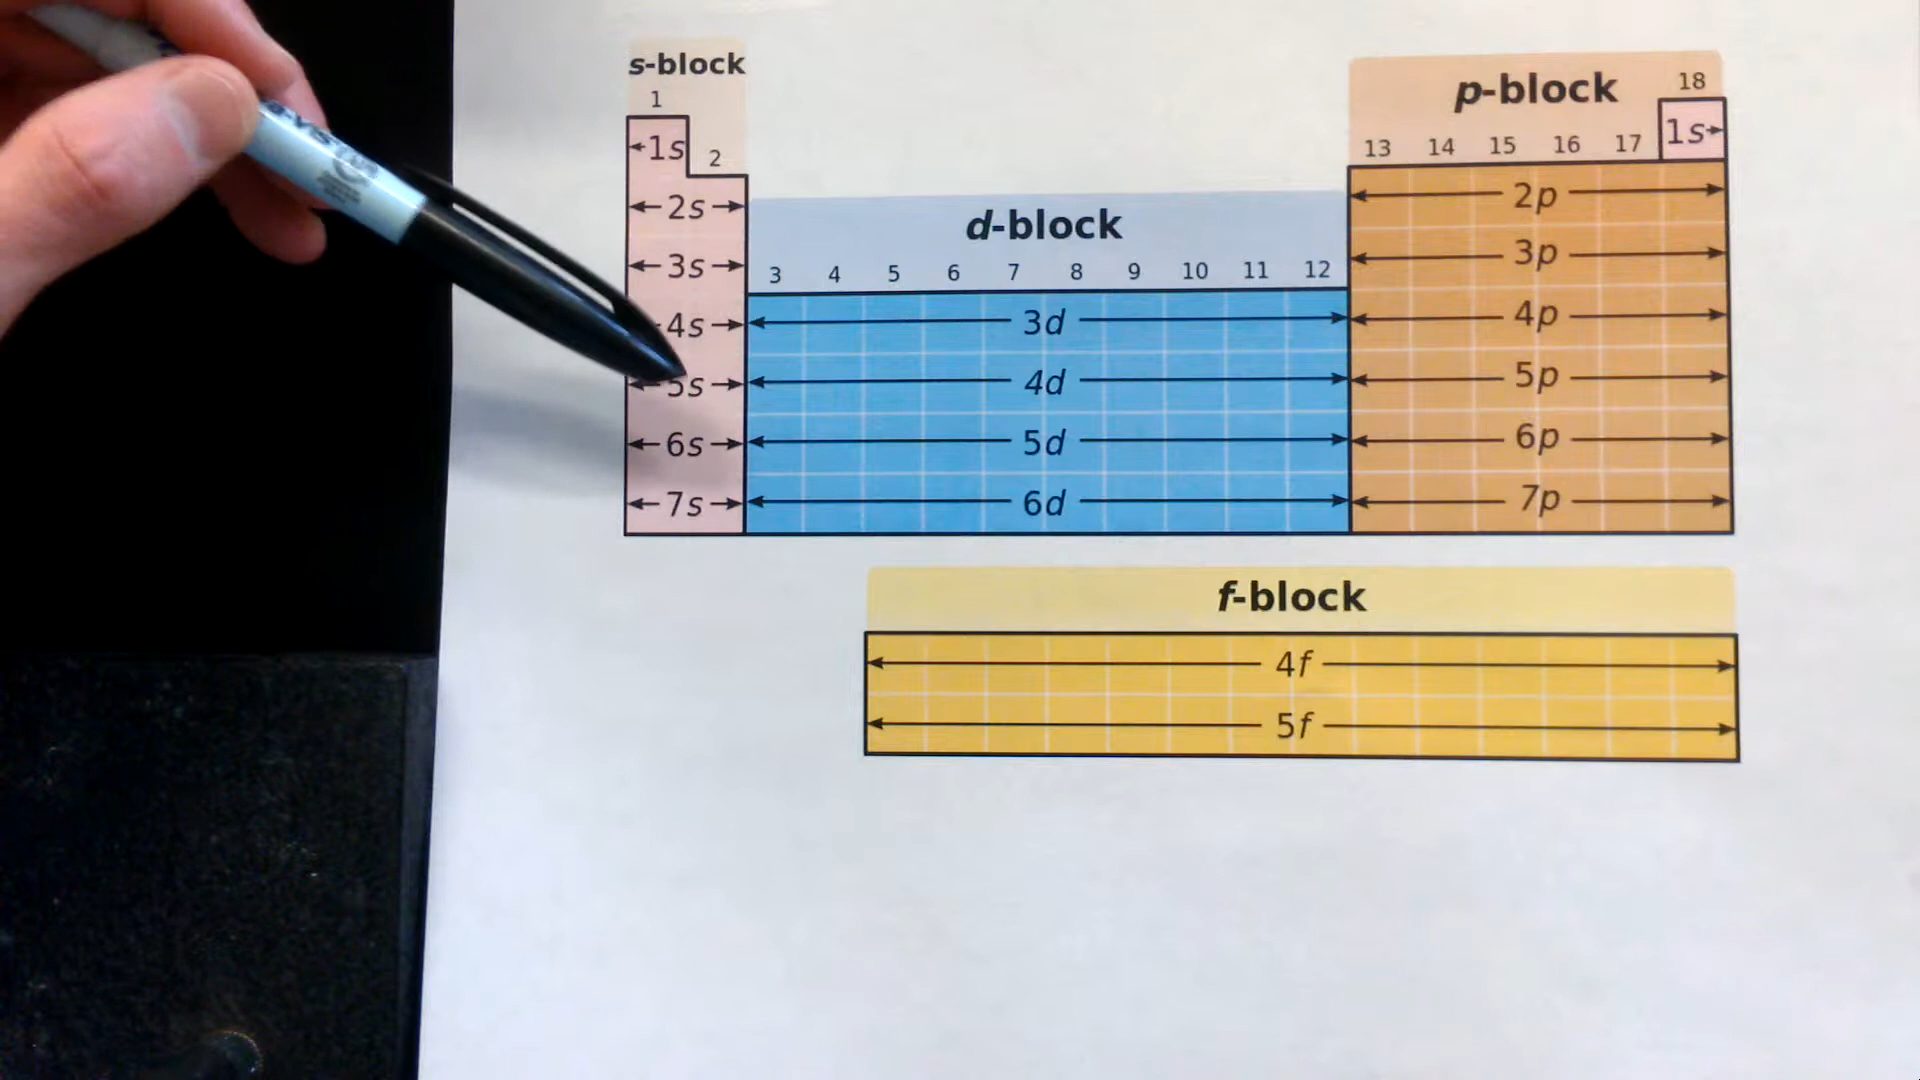 s-block
1
1s
2
2s
3s
4s
5s
6s
7s
d-block
3 4 5 6 7 8 9 10 11 12
3d
4d
5d
6d
p-block
18
13 14 15 16 17
1s
2p
3p
4p
5p
6p
7p
f-block
4f
5f